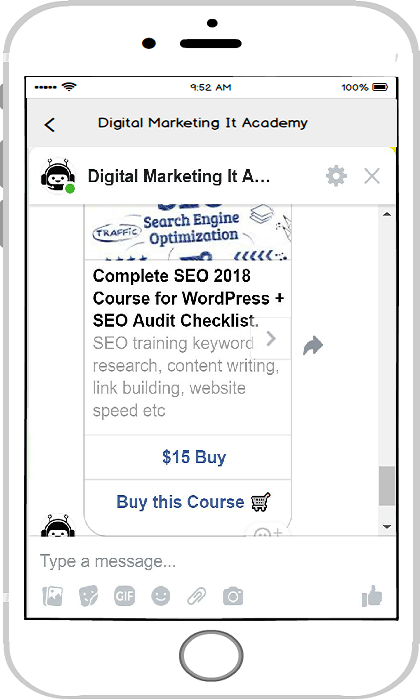 9:52 AM
100%
Digital Marketing It Academy
Digital Marketing It A...
Search Engine
TRAFFIC
Optimization
Complete SEO 2018
Course for WordPress +
SEO Audit Checklist.
SEO training keyword
research, content writing,
link building, website
speed etc
$15 Buy
Buy this Course
Type a message...
GIF